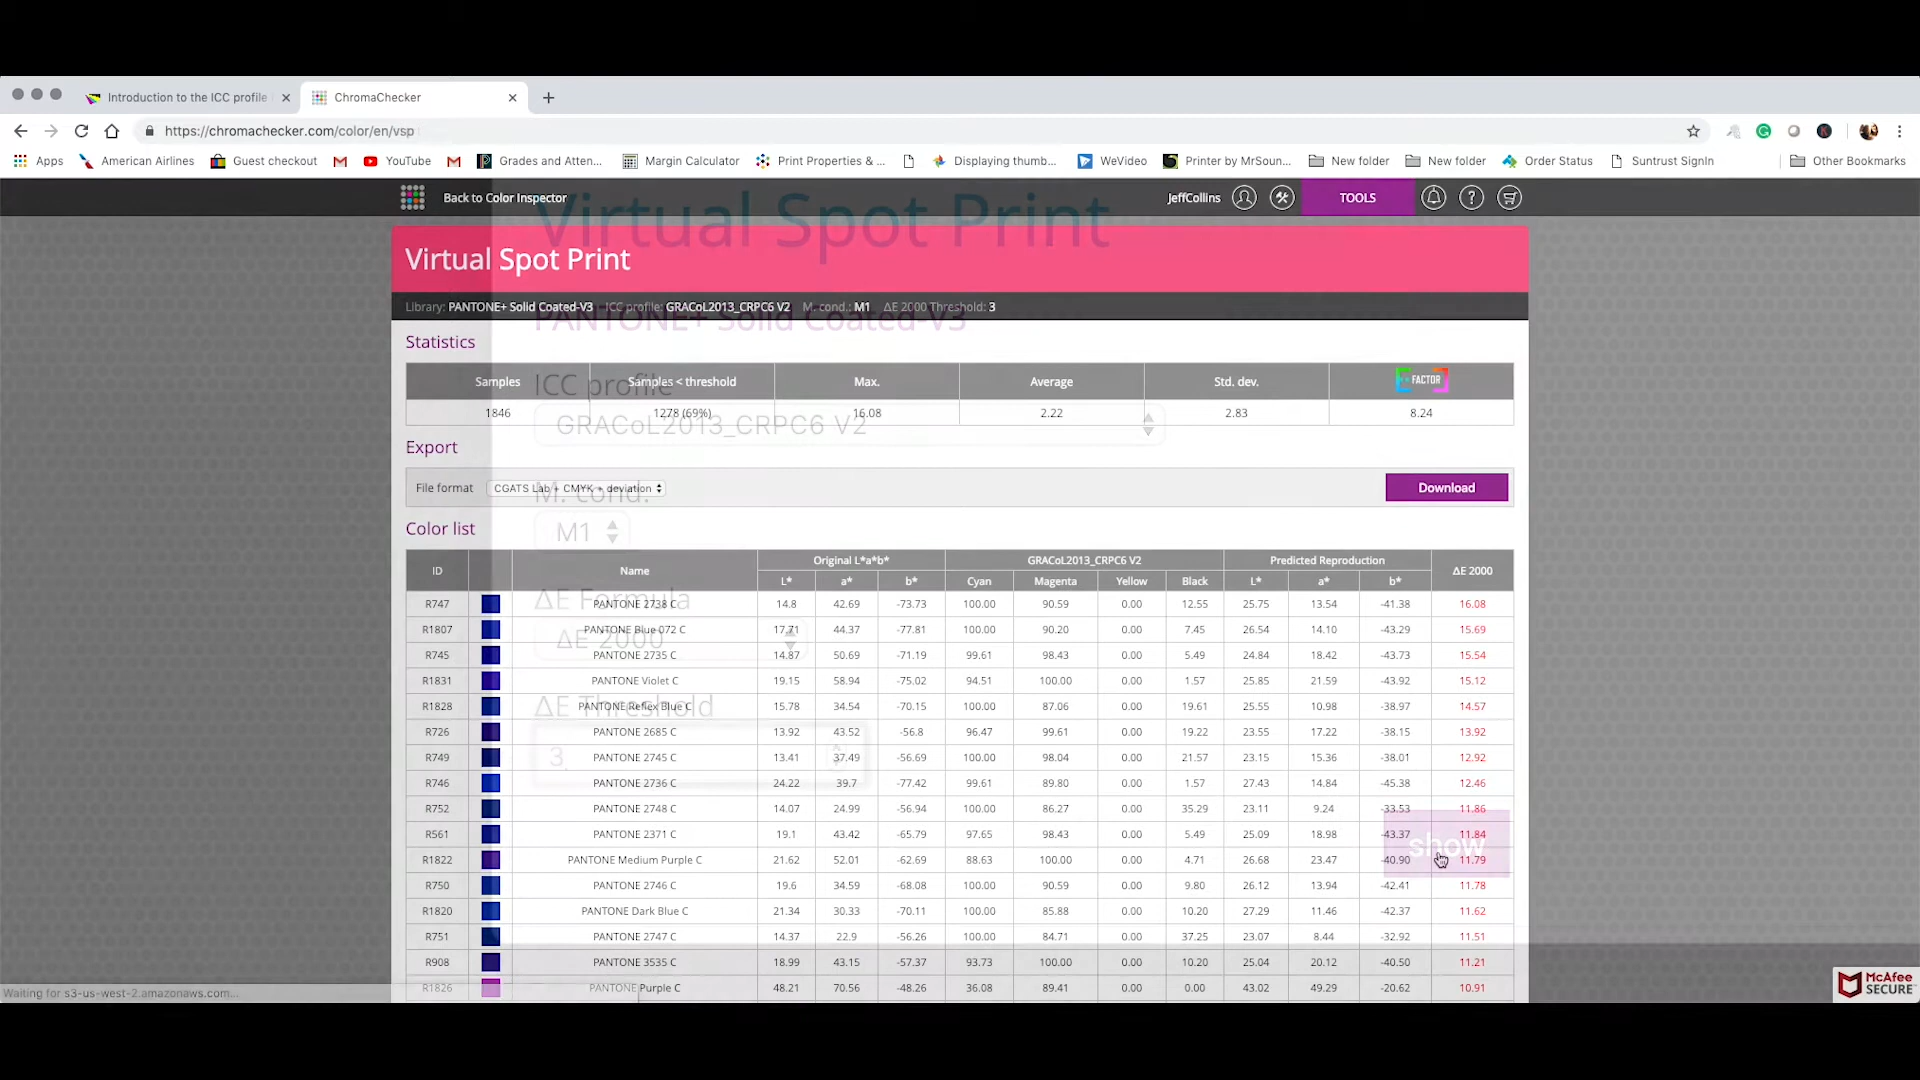 Introduction to the ICC profile
ChromaChecker
https://chromachecker.com/color/en/vsp
Apps
American Airlines
Guest checkout
YouTube
Grades and Atten...
Margin Calculator
Print Properties & ...
Displaying thumb...
WeVideo
Printer by MrSoun...
New folder
New folder
Order Status
Suntrust SignIn
Other Bookmarks
Back to Color Inspector
JeffCollins
TOOLS
Virtual Spot Print
Virtual Spot Print
Library: PANTONE+ Solid Coated-V3 ICC profile: GRACoL2013_CRPC6 V2 M. cond.: M1 ΔE 2000 Threshold: 3
PANTONE+ Solid Coated-V3
Statistics
Samples Samples < threshold Max. Average Std. dev. E FACTOR
1846 1278 (69%) 16.08 2.22 2.83 8.24
ICC profile
GRACoL2013_CRPC6 V2
Export
File format CGATS Lab + CMYK + deviation Download
M. cond.
M1
Color list
ID Name Original L*a*b* GRACoL2013_CRPC6 V2 Predicted Reproduction ΔE 2000
L* a* b* Cyan Magenta Yellow Black L* a* b*
R747 PANTONE 2738 C 14.8 42.69 -73.73 100.00 90.59 0.00 12.55 25.75 13.54 -41.38 16.08
R1807 PANTONE Blue 072 C 17.71 44.37 -77.81 100.00 90.20 0.00 7.45 26.54 14.10 -43.29 15.69
R745 PANTONE 2735 C 14.87 50.69 -71.19 99.61 98.43 0.00 5.49 24.84 18.42 -43.73 15.54
R1831 PANTONE Violet C 19.15 58.94 -75.02 94.51 100.00 0.00 1.57 25.85 21.59 -43.92 15.12
R1828 PANTONE Reflex Blue C 15.78 34.54 -70.15 100.00 87.06 0.00 19.61 25.55 10.98 -38.97 14.57
R726 PANTONE 2685 C 13.92 43.52 -56.8 96.47 99.61 0.00 19.22 23.55 17.22 -38.15 13.92
R749 PANTONE 2745 C 13.41 37.49 -56.69 100.00 98.04 0.00 21.57 23.15 15.36 -38.01 12.92
R746 PANTONE 2736 C 24.22 39.7 -77.42 99.61 89.80 0.00 1.57 27.43 14.84 -45.38 12.46
R752 PANTONE 2748 C 14.07 24.99 -56.94 100.00 86.27 0.00 35.29 23.11 9.24 -33.53 11.86
R561 PANTONE 2371 C 19.1 43.42 -65.79 97.65 98.43 0.00 5.49 25.09 18.98 -43.37 11.84
R1822 PANTONE Medium Purple C 21.62 52.01 -62.69 88.63 100.00 0.00 4.71 26.68 23.47 -40.90 11.79
R750 PANTONE 2746 C 19.6 34.59 -68.08 100.00 90.59 0.00 9.80 26.12 13.94 -42.41 11.78
R1820 PANTONE Dark Blue C 21.34 30.33 -70.11 100.00 85.88 0.00 10.20 27.29 11.46 -42.37 11.62
R751 PANTONE 2747 C 14.37 22.9 -56.26 100.00 84.71 0.00 37.25 23.07 8.44 -32.92 11.51
R908 PANTONE 3535 C 18.99 43.15 -57.37 93.73 100.00 0.00 10.20 25.04 20.12 -40.50 11.21
R1826 PANTONE Purple C 48.21 70.56 -48.26 36.08 89.41 0.00 0.00 43.02 49.29 -20.62 10.91
ΔE Formula
ΔE 2000
ΔE Threshold
3
show
Waiting for s3-us-west-2.amazonaws.com...
McAfee
SECURE